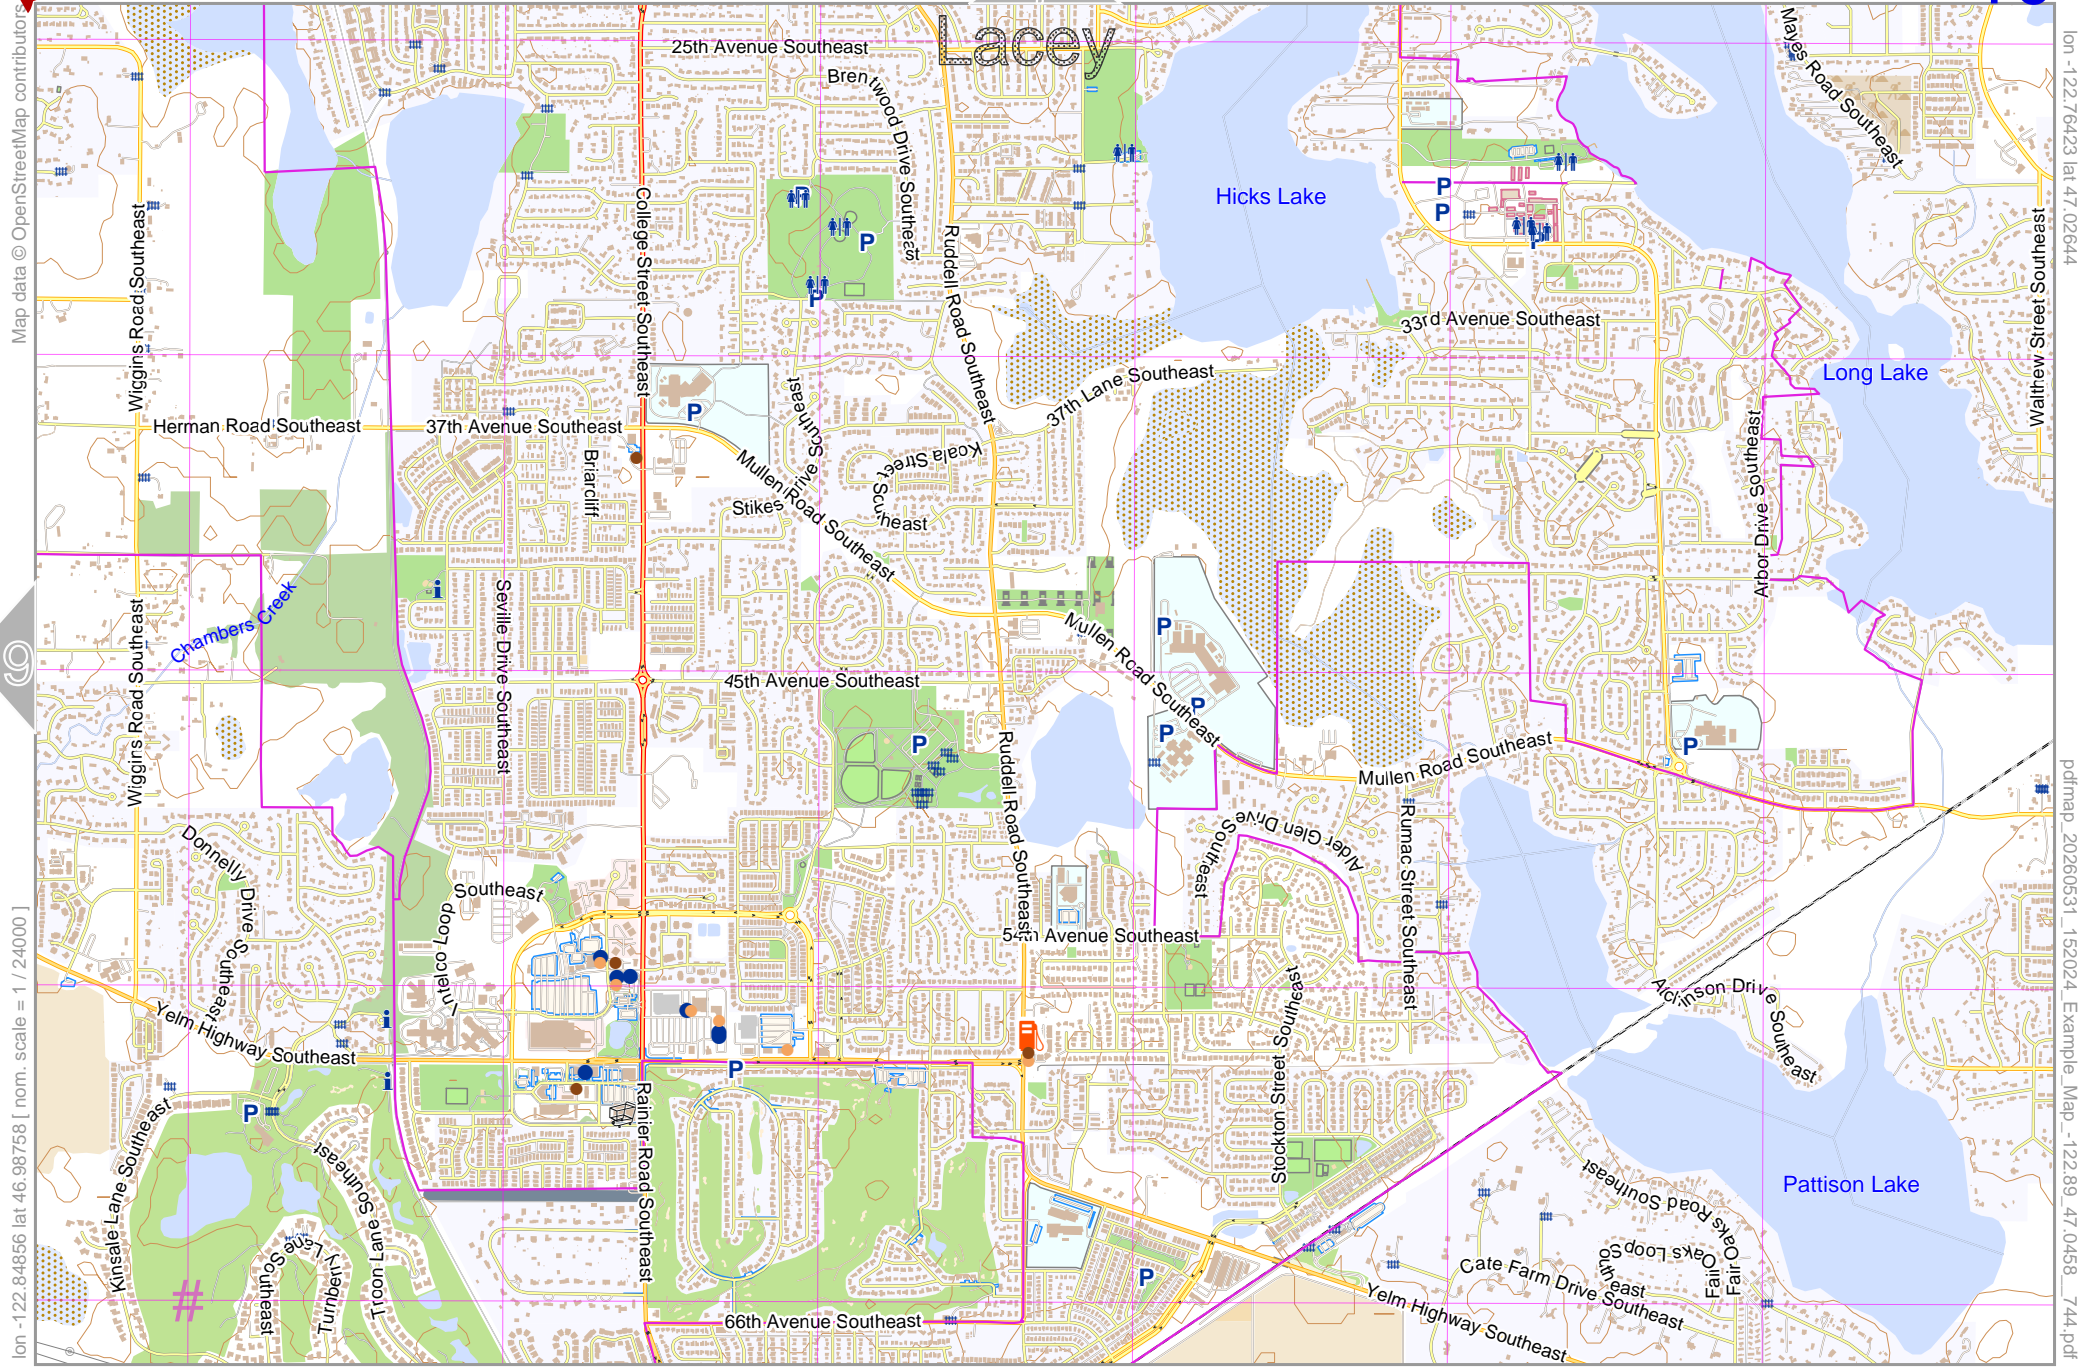 Lacey
25th Avenue Southeast
Brentwood Drive Southeast
Mayes Road Southeast
College Street Southeast
Ruddell Road Southeast
Hicks Lake
Wiggins Road Southeast
Walthew Street Southeast
33rd Avenue Southeast
Long Lake
37th Lane Southeast
Herman Road Southeast
37th Avenue Southeast
Briarcliff
Stikes Drive Southeast
Mullen Road Southeast
Koala Street
Southeast
Arbor Drive Southeast
Chambers Creek
Wiggins Road Southeast
Seville Drive Southeast
45th Avenue Southeast
Mullen Road Southeast
Ruddell Road Southeast
Mullen Road Southeast
Alder Glen Drive
Southeast
Rumac Street Southeast
Donnelly Drive Southeast
Intelco Loop Southeast
54th Avenue Southeast
Stockton Street Southeast
Yelm Highway Southeast
Kinsale Lane Southeast
Troon Lane Southeast
Turnberry
Lane Southeast
Rainier Road Southeast
66th Avenue Southeast
Pattison Lake
Fair Oaks Road Southeast
Fair Oaks Loop
Southeast
Cate Farm Drive Southeast
Yelm Highway Southeast
9
#
P
P
P
P
P
P
P
P
P
P
P
P
P
P
i
i
i
Map data © OpenStreetMap contributors
lon -122.84856 lat 46.98758 [ nom. scale = 1 / 24000 ]
lon -122.76423 lat 47.02644
pdfmap_20260531_152024_Example_Map_-122.89_47.0458__744.pdf